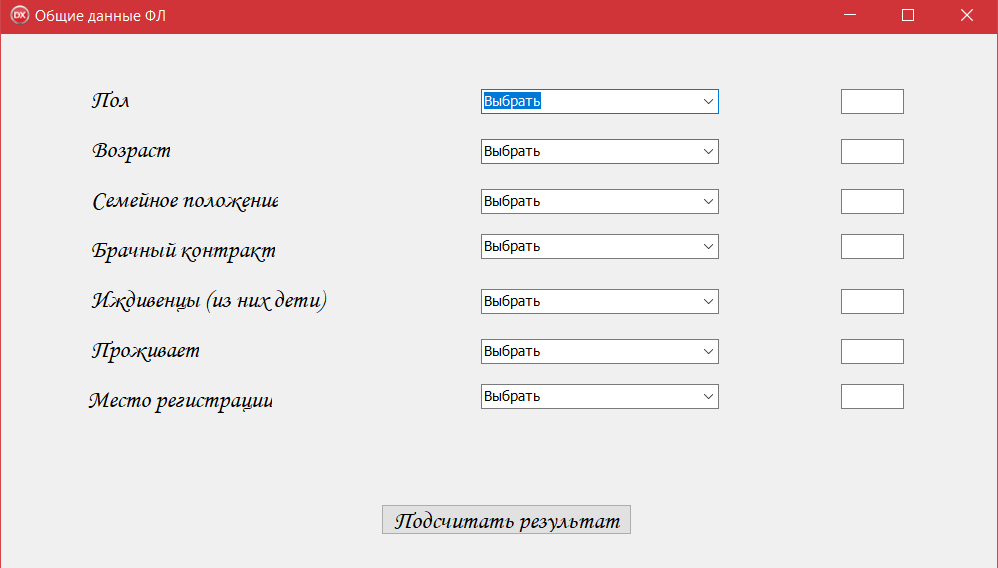 DX Общие данные ФЛ
Пол Выбрать
Возраст Выбрать
Семейное положение Выбрать
Брачный контракт Выбрать
Иждивенцы (из них дети) Выбрать
Проживает Выбрать
Место регистрации Выбрать
Подсчитать результат